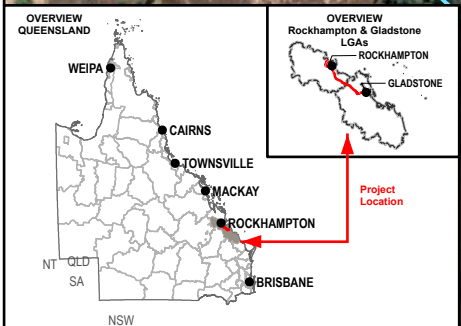 OVERVIEW
QUEENSLAND
WEIPA
CAIRNS
TOWNSVILLE
MACKAY
ROCKHAMPTON
BRISBANE
NT
QLD
SA
NSW
OVERVIEW
Rockhampton & Gladstone
LGAs
ROCKHAMPTON
GLADSTONE
Project
Location